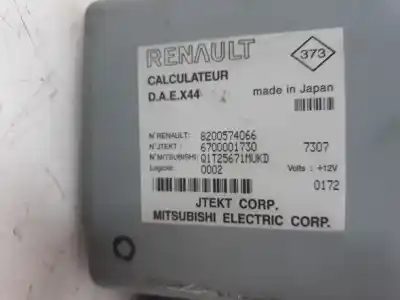 RENAULT
373
CALCULATEUR
D.A.E.X44
made in Japan
N°RENAULT: 8200574066
N°JTEKT: 6700001730 7307
N°MITSUBISHI: Q1T25671MUKD
Logiciel: 0002 Volts: +12V
0172
JTEKT CORP.
MITSUBISHI ELECTRIC CORP.